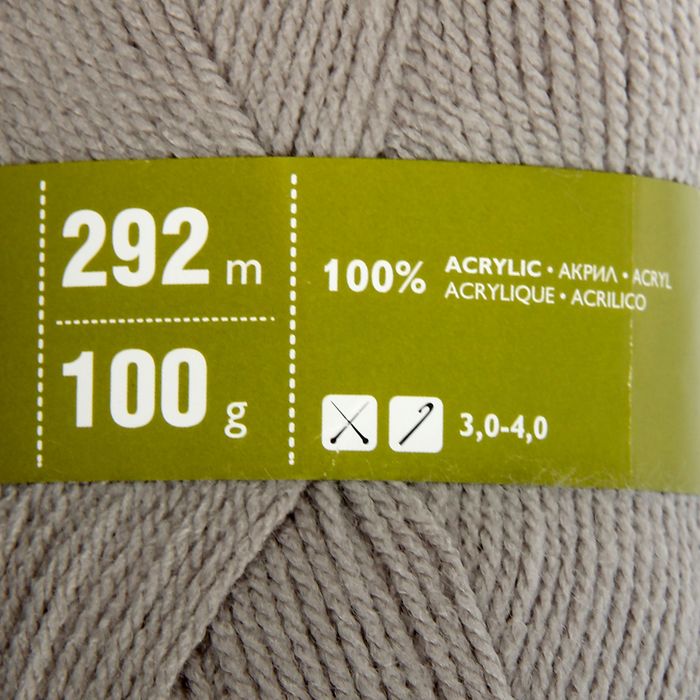 292 m
100 g
100% ACRYLIC • АКРИЛ • ACRYL
ACRYLIQUE • ACRILICO
3,0-4,0